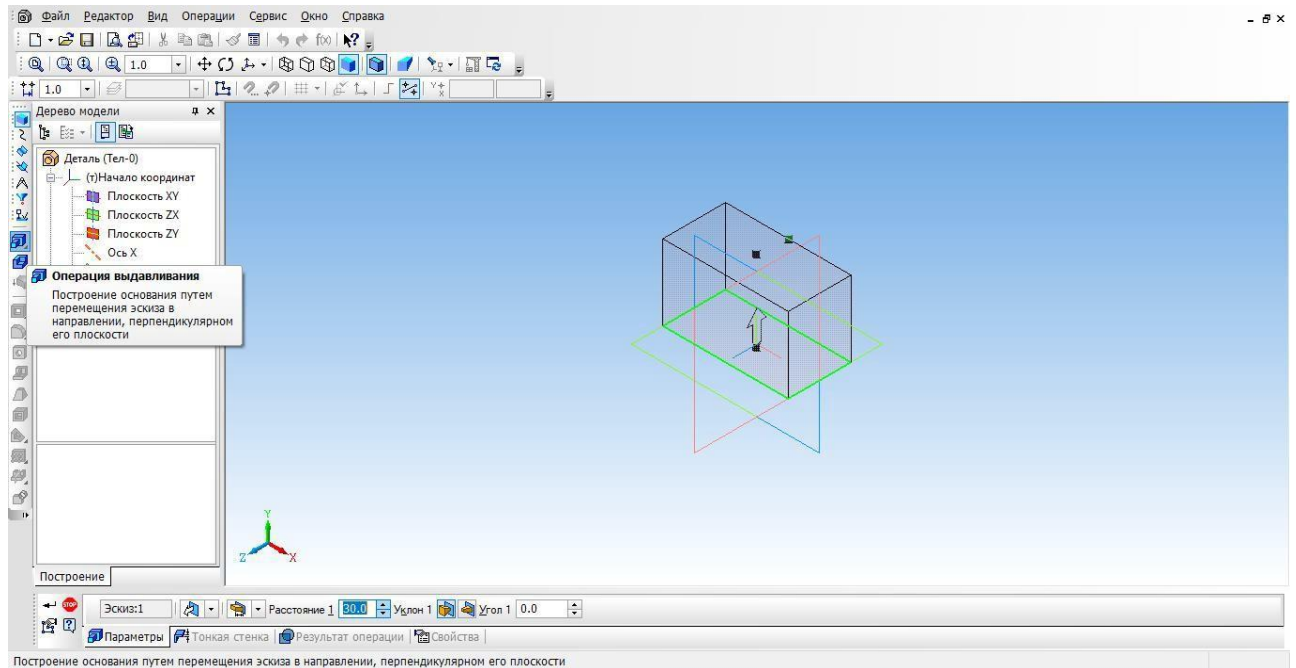 Файл Редактор Вид Операции Сервис Окно Справка
f(x)
1.0
1.0
Дерево модели
Деталь (Тел-0)
(т)Начало координат
Плоскость XY
Плоскость ZX
Плоскость ZY
Ось X
Операция выдавливания
Построение основания путем
перемещения эскиза в
направлении, перпендикулярном
его плоскости
Y
Z X
Построение
STOP Эскиз:1 Расстояние 1 30.0 Уклон 1 Угол 1 0.0
Параметры Тонкая стенка Результат операции Свойства
Построение основания путем перемещения эскиза в направлении, перпендикулярном его плоскости